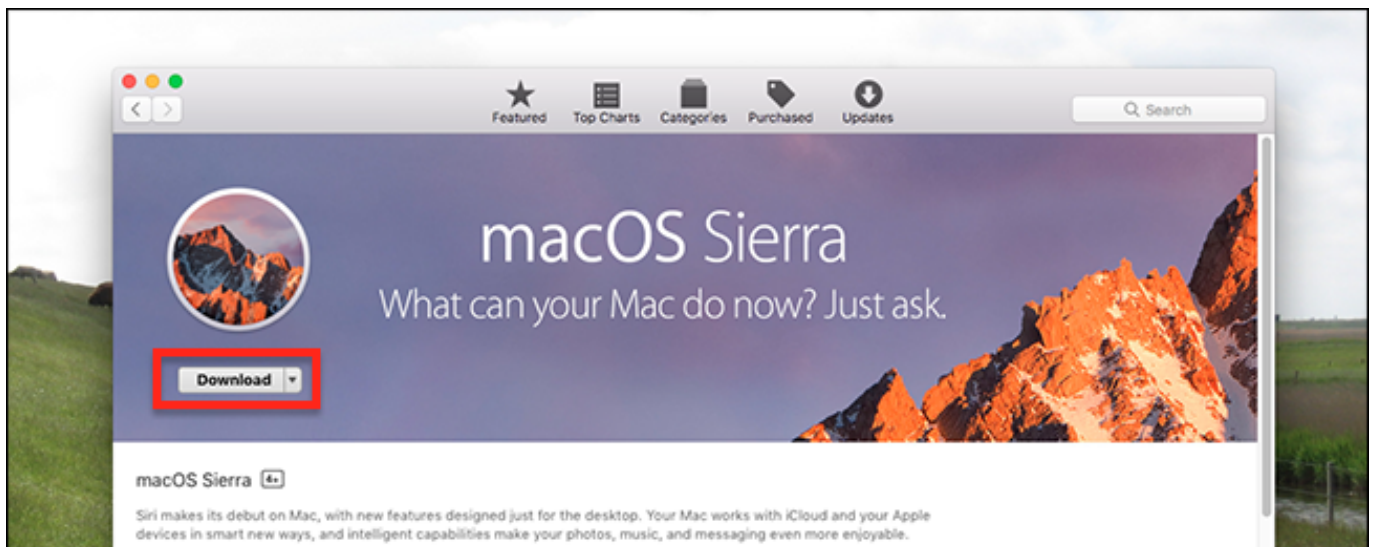 Featured Top Charts Categories Purchased Updates
Search
macOS Sierra
What can your Mac do now? Just ask.
Download
macOS Sierra 4+
Siri makes its debut on Mac, with new features designed just for the desktop. Your Mac works with iCloud and your Apple
devices in smart new ways, and intelligent capabilities make your photos, music, and messaging even more enjoyable.